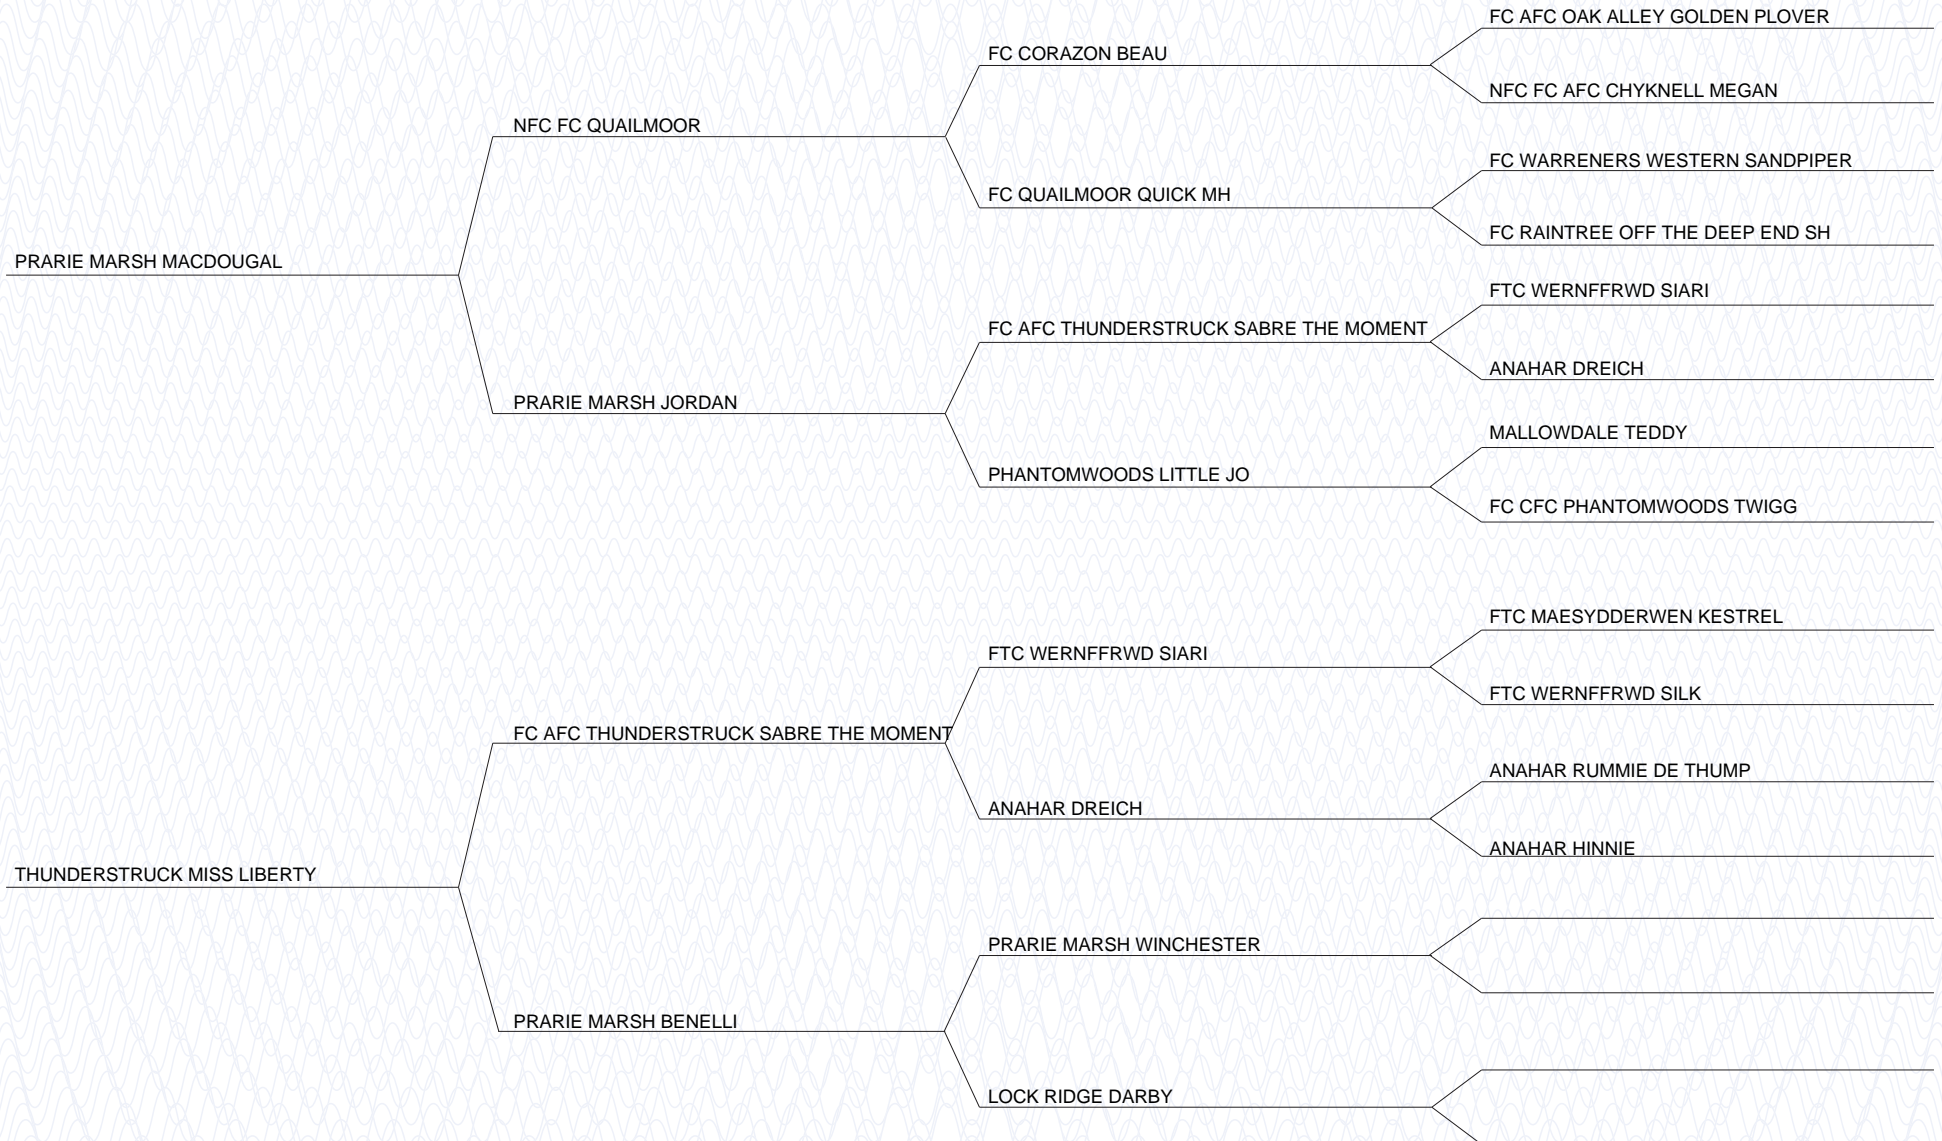 FC AFC OAK ALLEY GOLDEN PLOVER
FC CORAZON BEAU
NFC FC AFC CHYKNELL MEGAN
NFC FC QUAILMOOR
FC WARRENERS WESTERN SANDPIPER
FC QUAILMOOR QUICK MH
FC RAINTREE OFF THE DEEP END SH
PRARIE MARSH MACDOUGAL
FTC WERNFFRWD SIARI
FC AFC THUNDERSTRUCK SABRE THE MOMENT
ANAHAR DREICH
PRARIE MARSH JORDAN
MALLOWDALE TEDDY
PHANTOMWOODS LITTLE JO
FC CFC PHANTOMWOODS TWIGG
FTC MAESYDDERWEN KESTREL
FTC WERNFFRWD SIARI
FTC WERNFFRWD SILK
FC AFC THUNDERSTRUCK SABRE THE MOMENT
ANAHAR RUMMIE DE THUMP
ANAHAR DREICH
ANAHAR HINNIE
THUNDERSTRUCK MISS LIBERTY
PRARIE MARSH WINCHESTER
PRARIE MARSH BENELLI
LOCK RIDGE DARBY